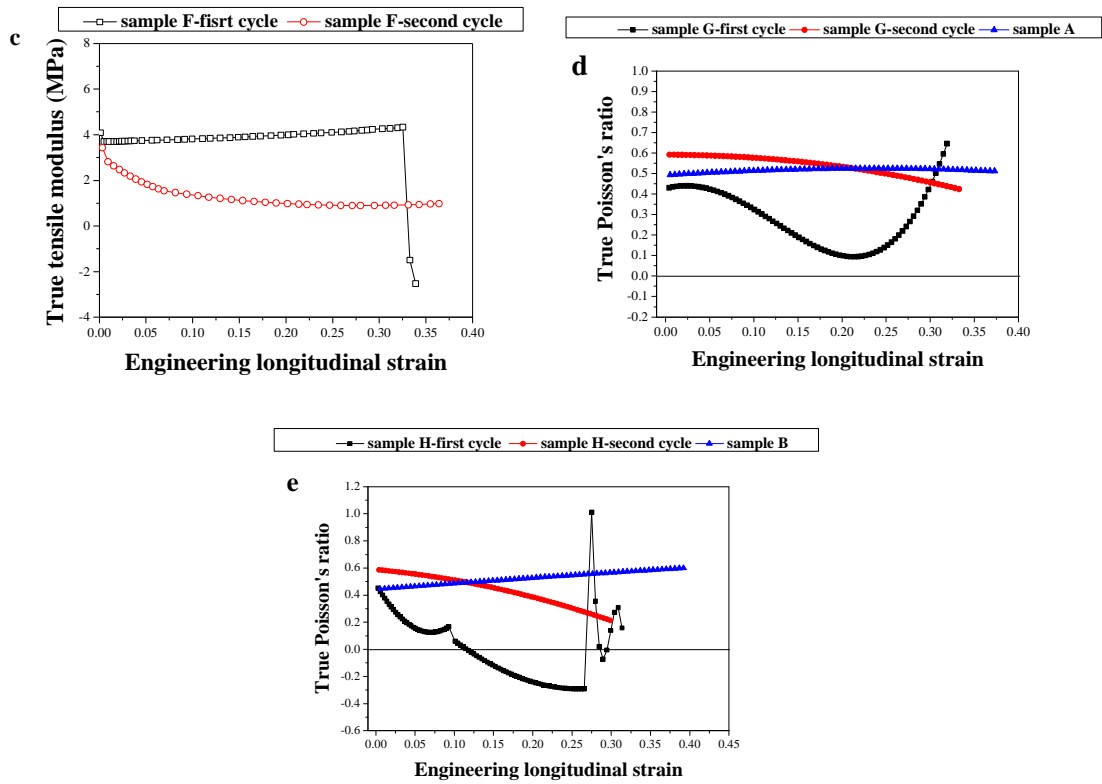 c
sample F-fisrt cycle sample F-second cycle
True tensile modulus (MPa)
8
6
4
2
0
-2
-4
0.00 0.05 0.10 0.15 0.20 0.25 0.30 0.35 0.40
Engineering longitudinal strain
sample G-first cycle sample G-second cycle sample A
d
True Poisson's ratio
1.0
0.9
0.8
0.7
0.6
0.5
0.4
0.3
0.2
0.1
0.0
-0.1
-0.2
0.00 0.05 0.10 0.15 0.20 0.25 0.30 0.35 0.40
Engineering longitudinal strain
sample H-first cycle sample H-second cycle sample B
e
True Poisson's ratio
1.2
1.0
0.8
0.6
0.4
0.2
0.0
-0.2
-0.4
-0.6
0.00 0.05 0.10 0.15 0.20 0.25 0.30 0.35 0.40 0.45
Engineering longitudinal strain